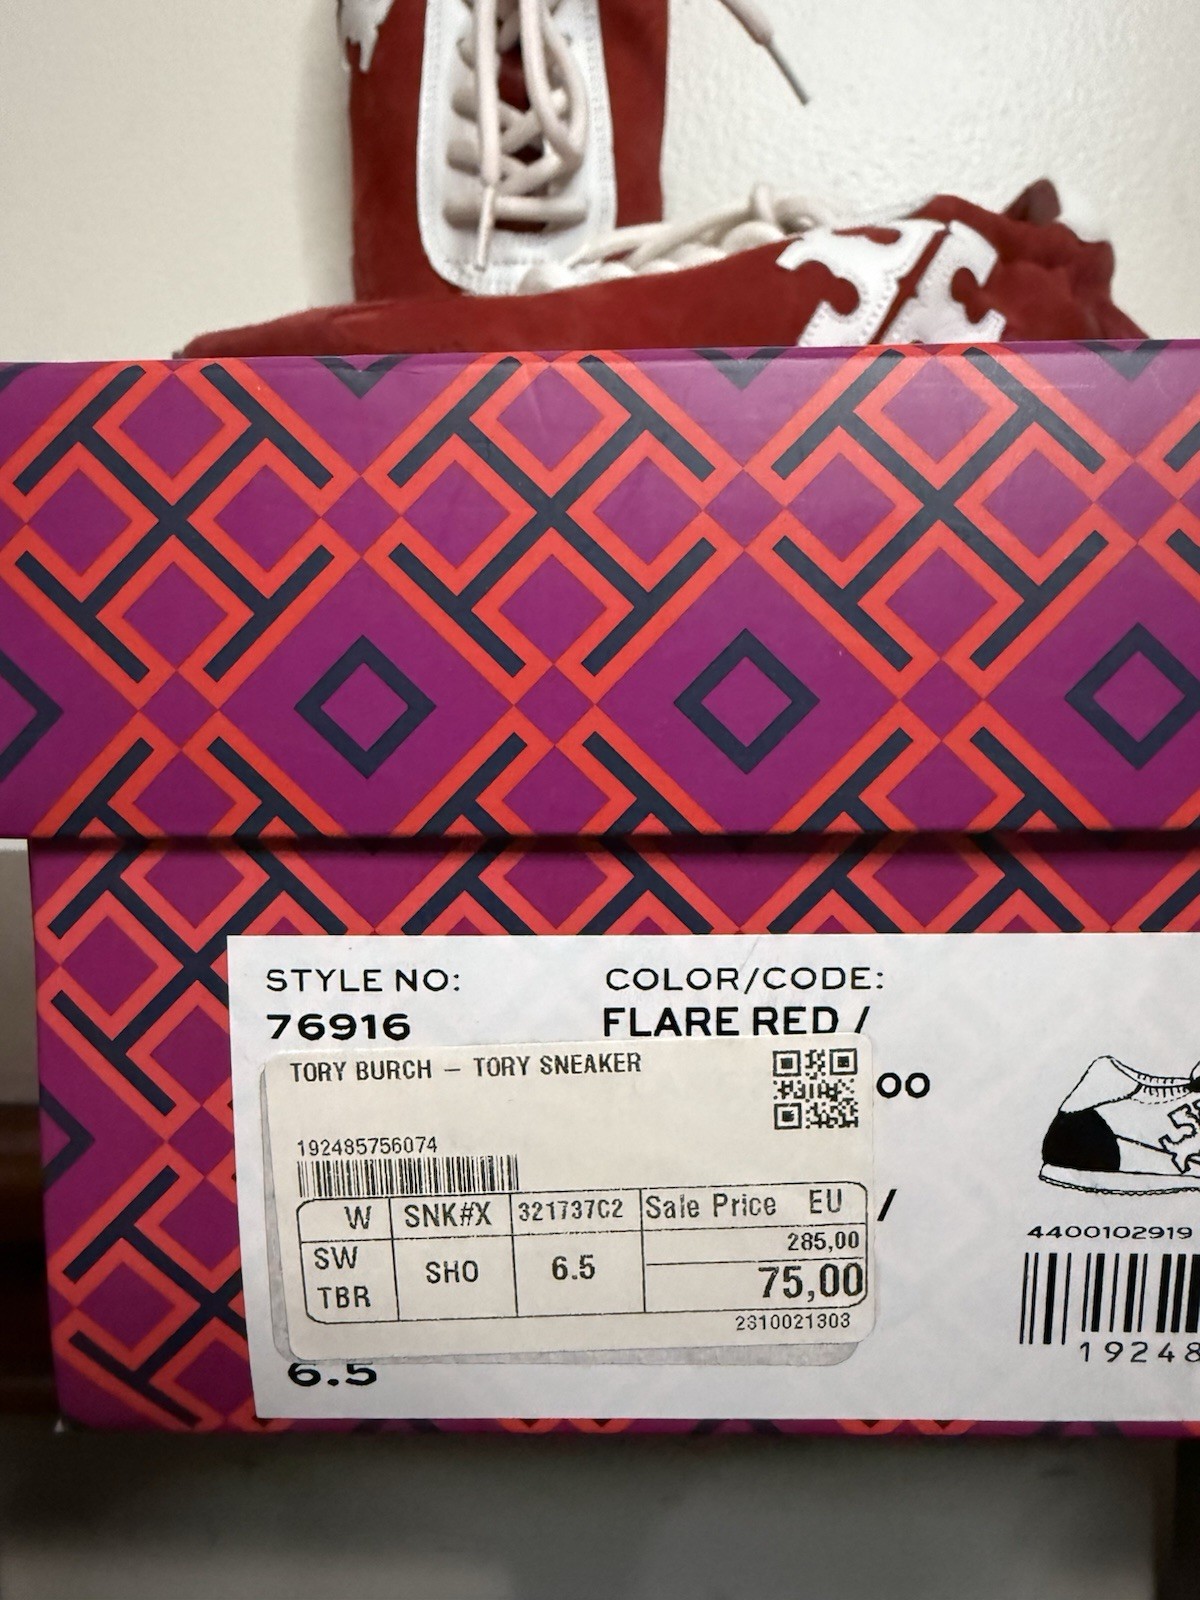 STYLE NO:
COLOR/CODE:
76916
FLARE RED /
TORY BURCH – TORY SNEAKER
OO
192485756074
W
SNK#X
321737C2
Sale Price EU
/
SW
TBR
SHO
6.5
285,00
75,00
2310021303
6.5
4400102919
19248